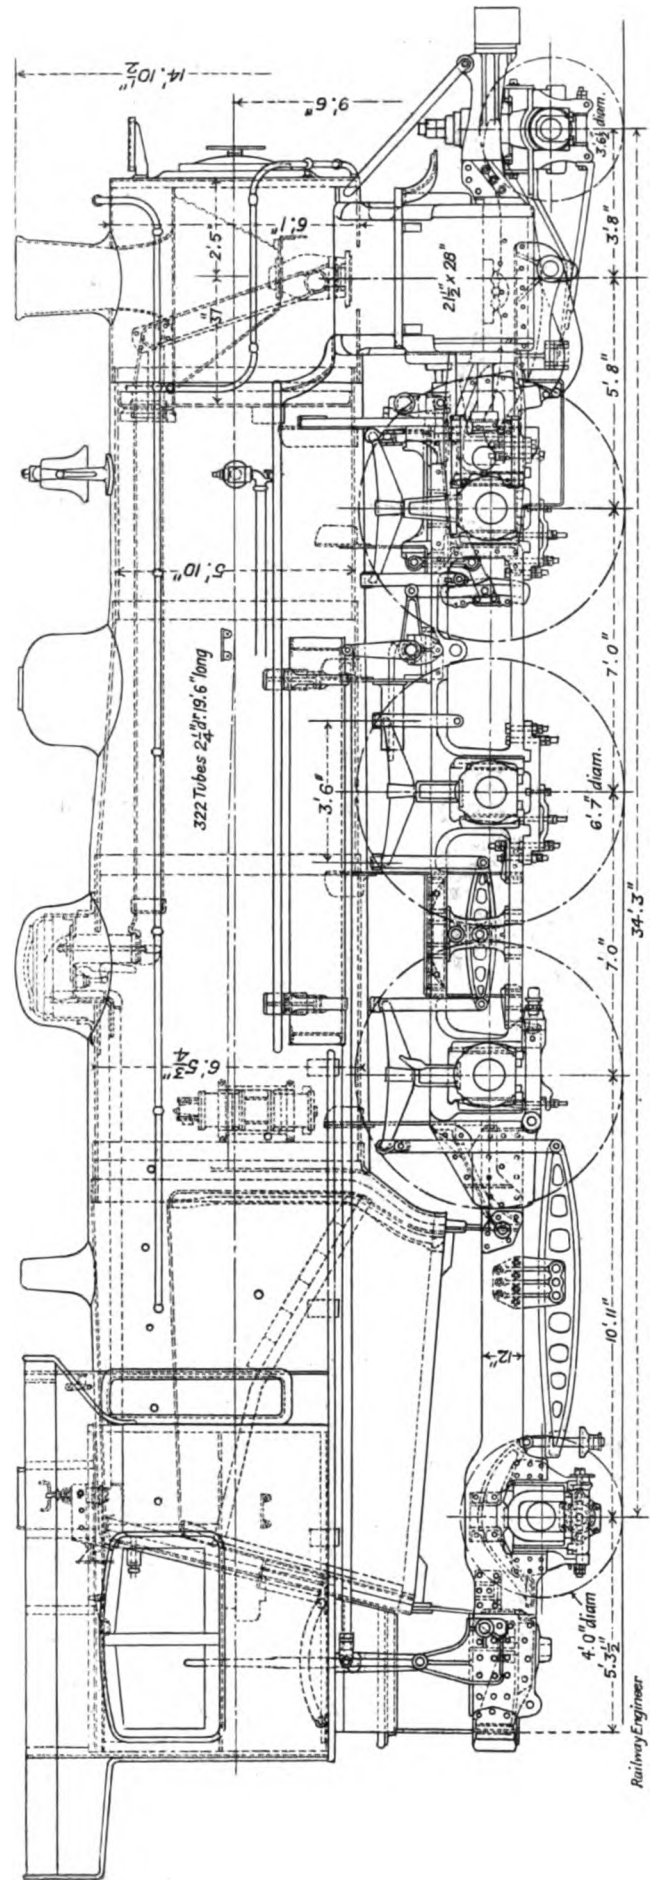 14'. 10½"
9'. 6"
6'. 1"
2'. 5"
37"
21½" x 28"
3'. 6½" diam.
3'. 8"
5'. 8"
5'. 10"
322 Tubes 2¼" dr. 19'. 6" long
3'. 6"
7'. 0"
6'. 7" diam.
34'. 3"
7'. 0"
6'. 5¾"
12"
10'. 11"
4'. 0" diam
5'. 3½"
Railway Engineer